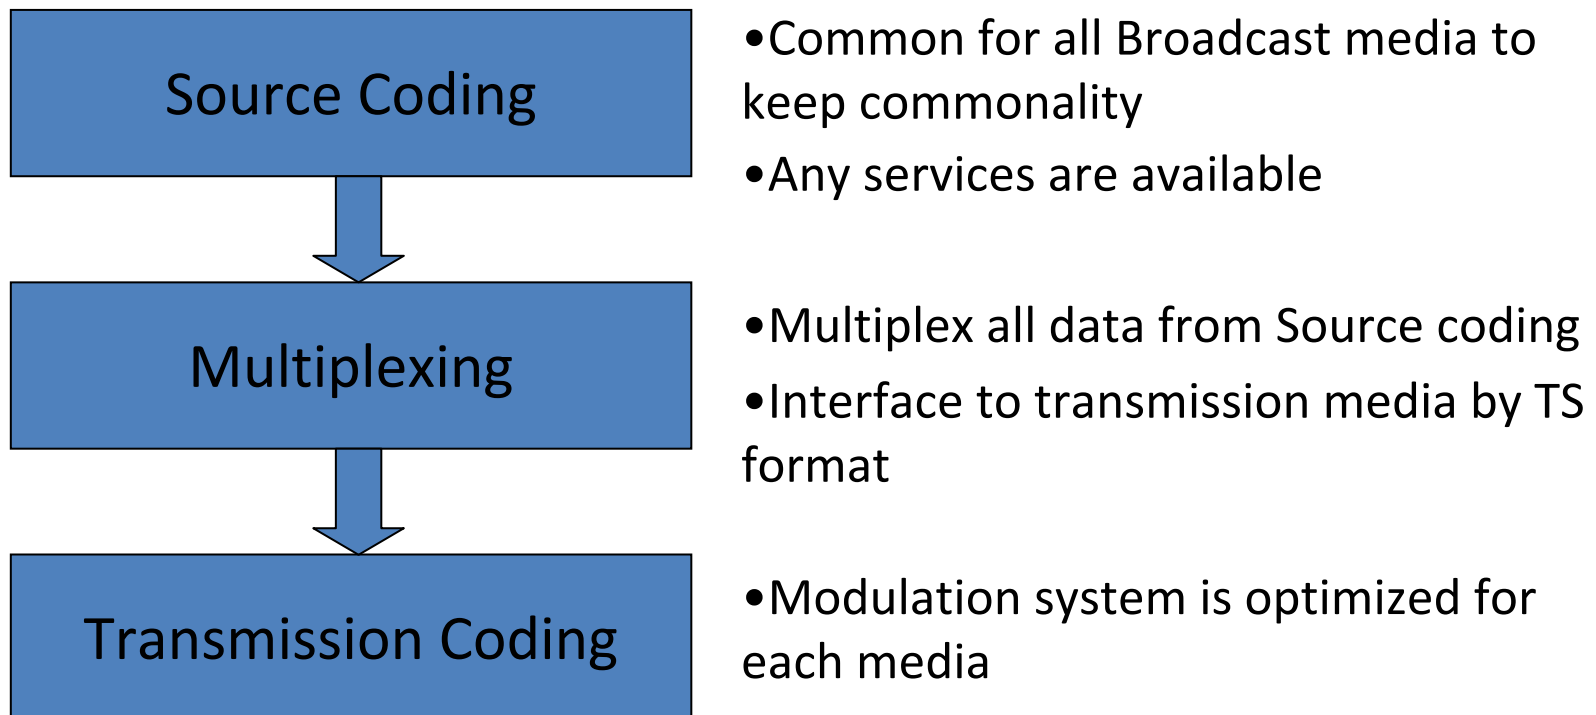 Source Coding
•Common for all Broadcast media to
keep commonality
•Any services are available
Multiplexing
•Multiplex all data from Source coding
•Interface to transmission media by TS
format
Transmission Coding
•Modulation system is optimized for
each media